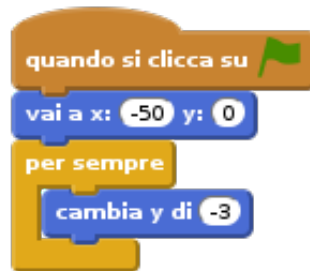 quando si clicca su
vai a x: -50 y: 0
per sempre
cambia y di -3